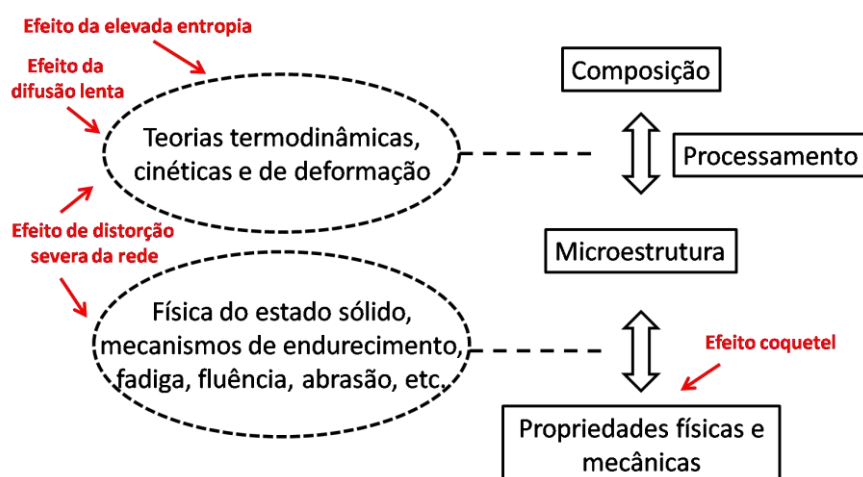 Efeito da elevada entropia
Efeito da
difusão lenta
Teorias termodinâmicas,
cinéticas e de deformação
Efeito de distorção
severa da rede
Física do estado sólido,
mecanismos de endurecimento,
fadiga, fluência, abrasão, etc.
Composição
Processamento
Microestrutura
Efeito coquetel
Propriedades físicas e
mecânicas